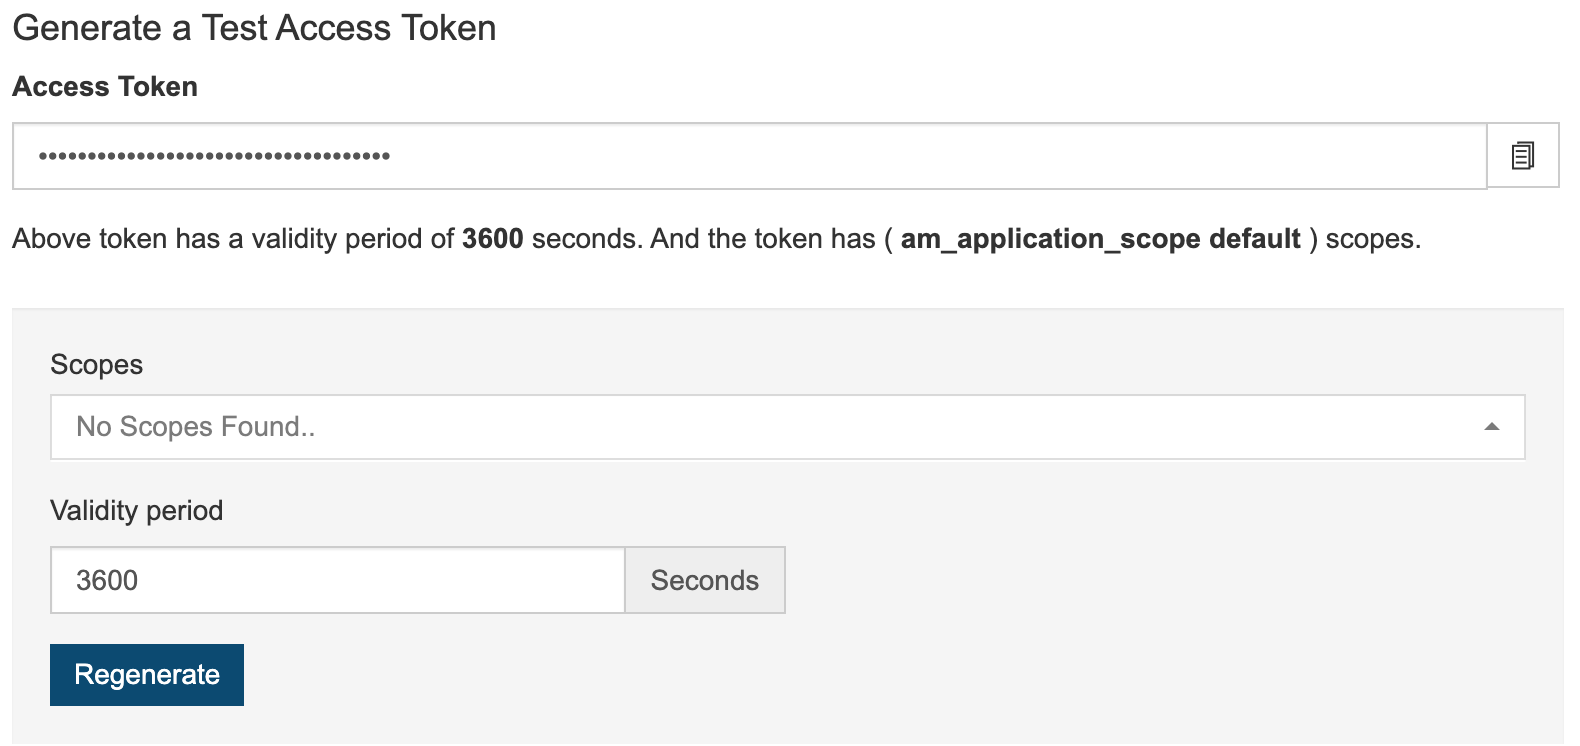 Generate a Test Access Token
Access Token
••••••••••••••••••••••••••••••••••••
Above token has a validity period of 3600 seconds. And the token has ( am_application_scope default ) scopes.
Scopes
No Scopes Found..
Validity period
3600 Seconds
Regenerate